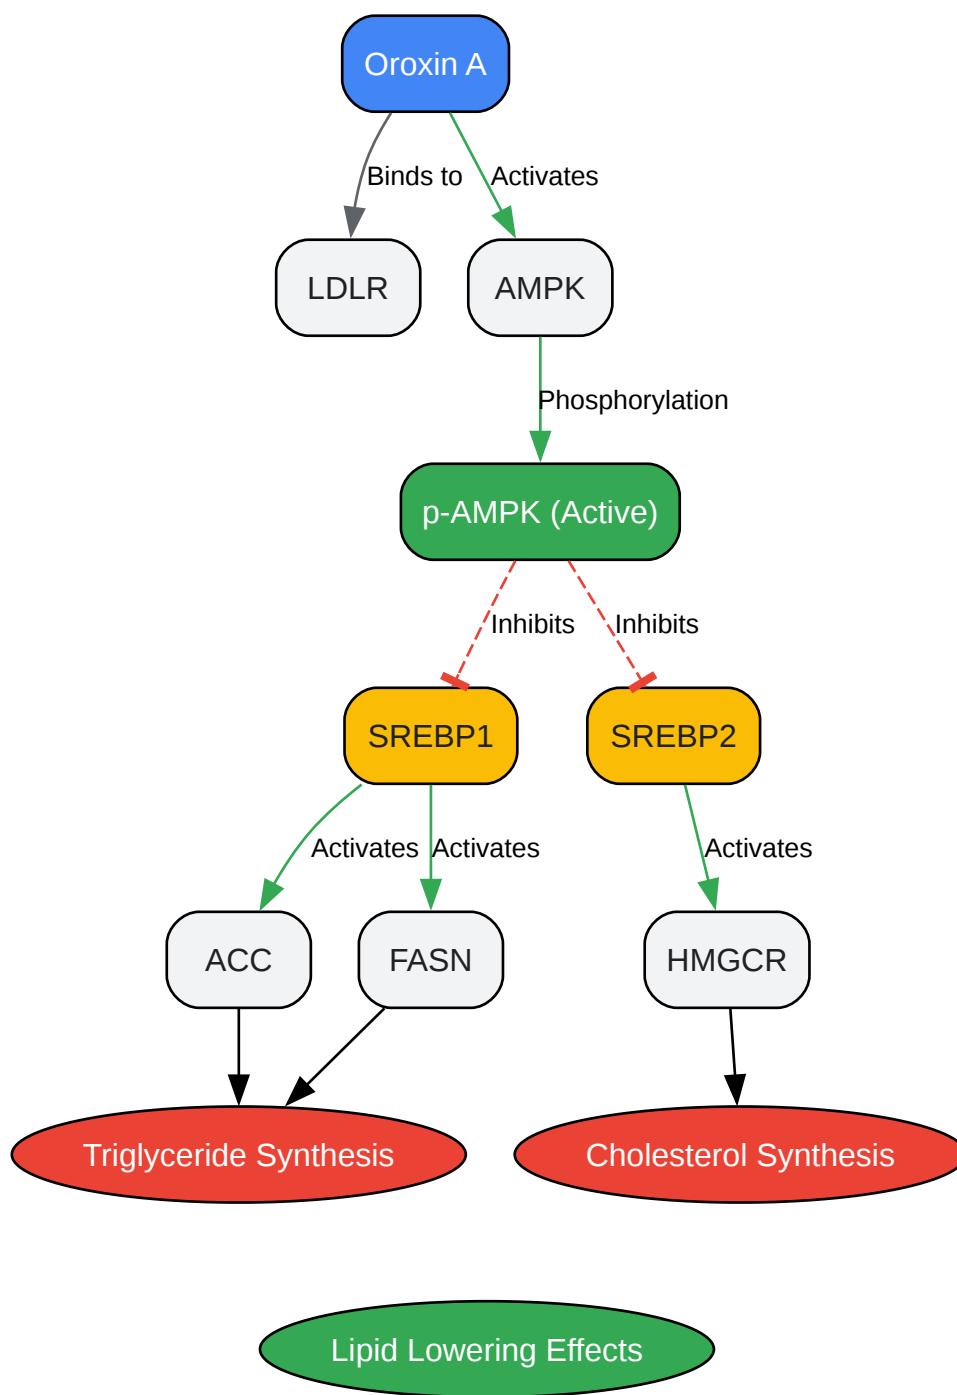 Oroxin A
Binds to
Activates
LDLR
AMPK
Phosphorylation
p-AMPK (Active)
Inhibits
Inhibits
SREBP1
SREBP2
Activates
Activates
Activates
ACC
FASN
HMGCR
Triglyceride Synthesis
Cholesterol Synthesis
Lipid Lowering Effects